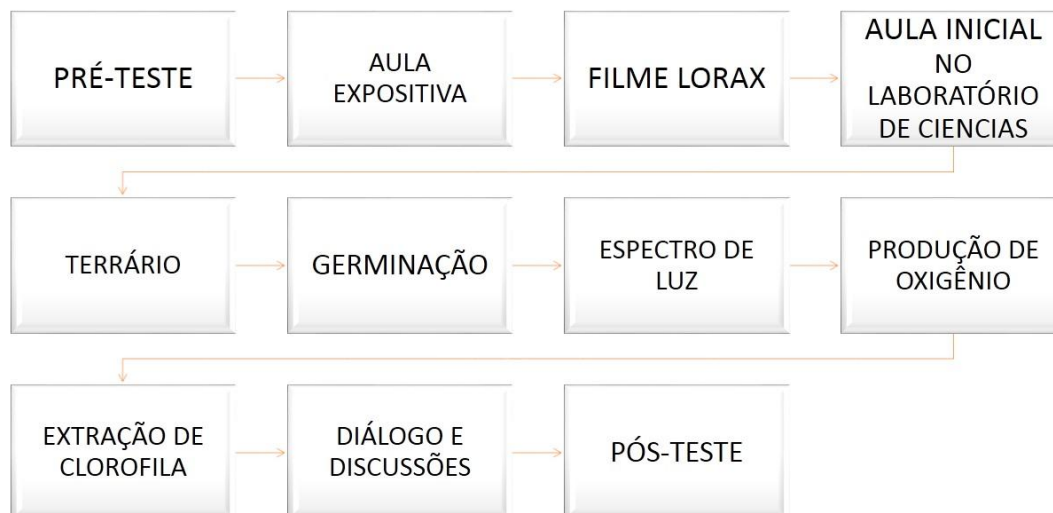 PRÉ-TESTE
AULA
EXPOSITIVA
FILME LORAX
AULA INICIAL
NO
LABORATÓRIO
DE CIENCIAS
TERRÁRIO
GERMINAÇÃO
ESPECTRO DE
LUZ
PRODUÇÃO DE
OXIGÊNIO
EXTRAÇÃO DE
CLOROFILA
DIÁLOGO E
DISCUSSÕES
PÓS-TESTE